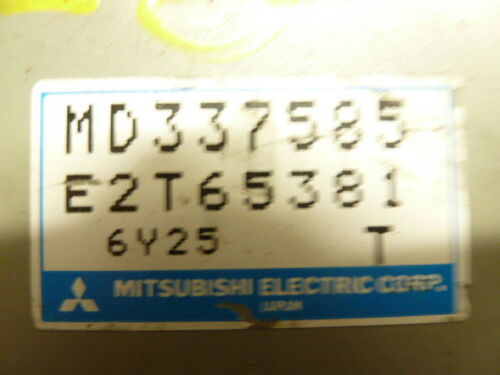 MD337585
E2T65381
6Y25 T
MITSUBISHI ELECTRIC CORP.
JAPAN